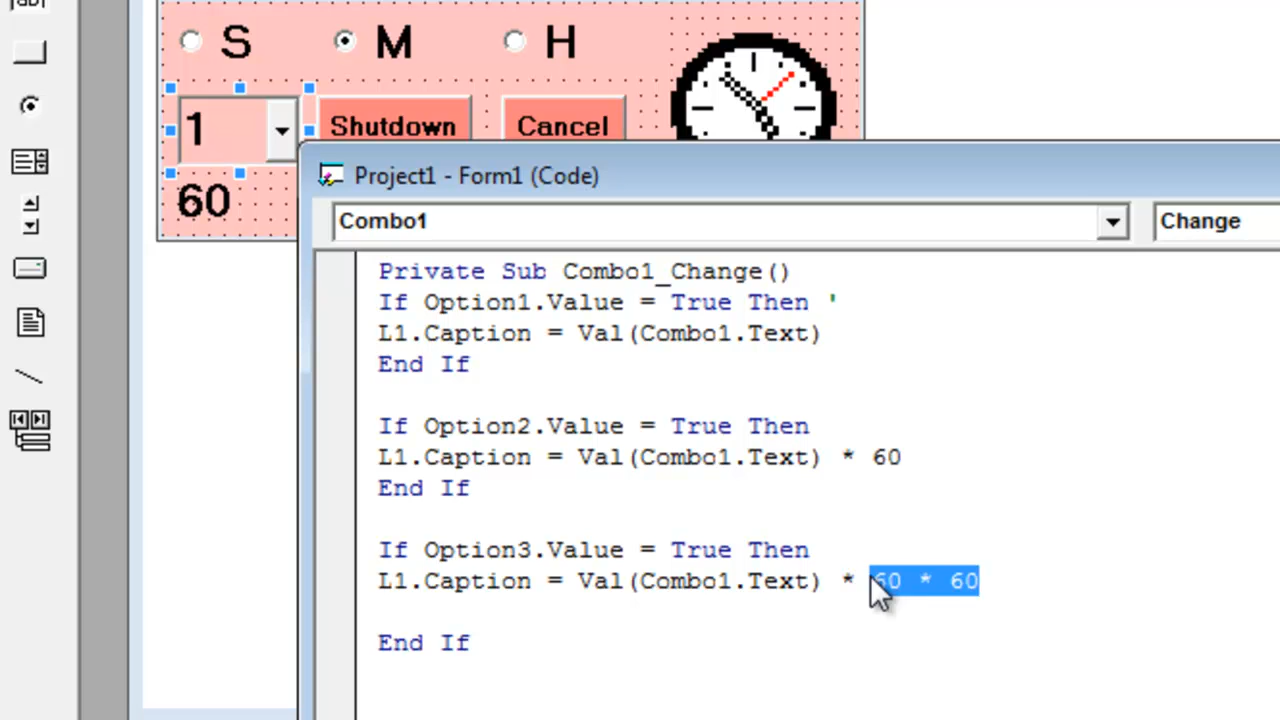 S M H
1 Shutdown Cancel
60
Project1 - Form1 (Code)
Combo1 Change
Private Sub Combo1_Change()
If Option1.Value = True Then '
L1.Caption = Val(Combo1.Text)
End If
If Option2.Value = True Then
L1.Caption = Val(Combo1.Text) * 60
End If
If Option3.Value = True Then
L1.Caption = Val(Combo1.Text) * 60 * 60
End If